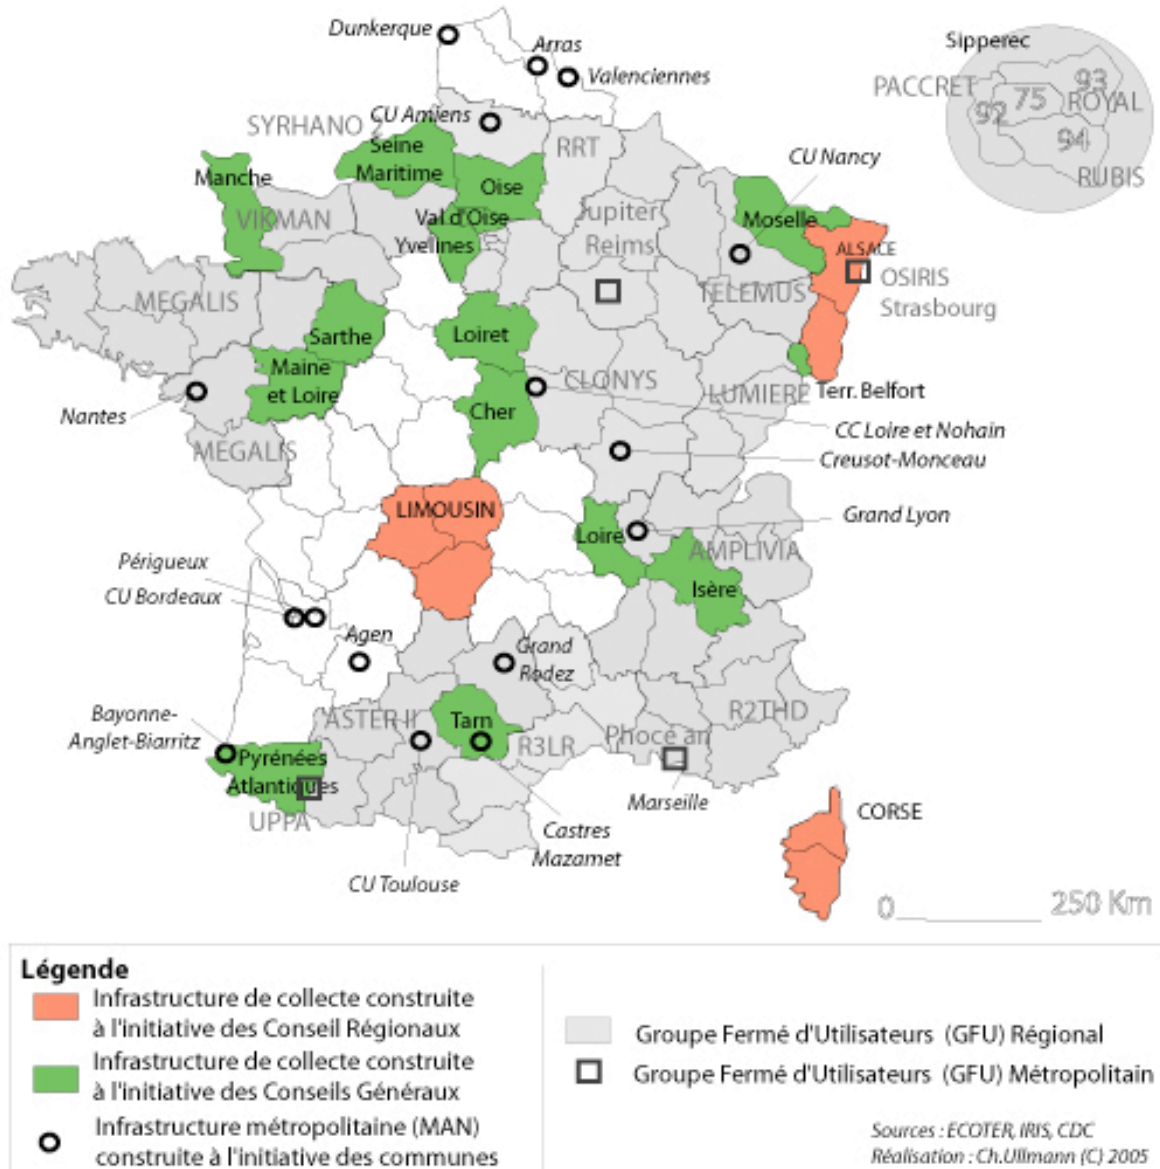 Dunkerque
Arras
Valenciennes
Sipperec
PACCRET
93
75
92
ROYAL
94
RUBIS
CU Amiens
SYRHANO 2
Seine
Maritime
RRT
CU Nancy
Manche
Oise
VIKMAN
Val d'Oise
Yvelines
Jupiter
Reims
Moselle
ALSACE
OSIRIS
Strasbourg
MEGALIS
TELEMUS
Sarthe
Loiret
Maine
et Loire
CLONYS
LUMIERE
Terr. Belfort
Nantes
Cher
CC Loire et Nohain
MEGALIS
Creusot-Monceau
LIMOUSIN
Grand Lyon
Loire
AMPLIVIA
Périgueux
Isère
CU Bordeaux
Agen
Grand
Rodez
Bayonne-
Anglet-Biarritz
ASTER II
Tarn
R2THD
R3LR
Phocé an
Pyrénées
Atlantiques
UPPA
Marseille
Castres
Mazamet
CORSE
CU Toulouse
0
250 Km
Légende
Infrastructure de collecte construite
à l'initiative des Conseil Régionaux
Infrastructure de collecte construite
à l'initiative des Conseils Généraux
Infrastructure métropolitaine (MAN)
construite à l'initiative des communes
Groupe Fermé d'Utilisateurs (GFU) Régional
Groupe Fermé d'Utilisateurs (GFU) Métropolitain
Sources : ECOTER, IRIS, CDC
Réalisation : Ch.Ullmann (C) 2005